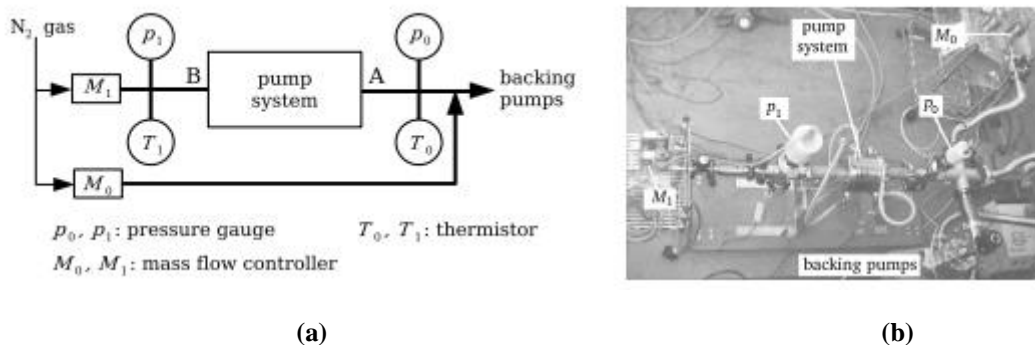 N₂ gas
p₁
p₀
B
A
pump
system
backing
pumps
M₁
T₁
T₀
M₀
p₀, p₁: pressure gauge
T₀, T₁: thermistor
M₀, M₁: mass flow controller
(a)
pump
system
M₀
p₁
p₀
M₁
backing pumps
(b)